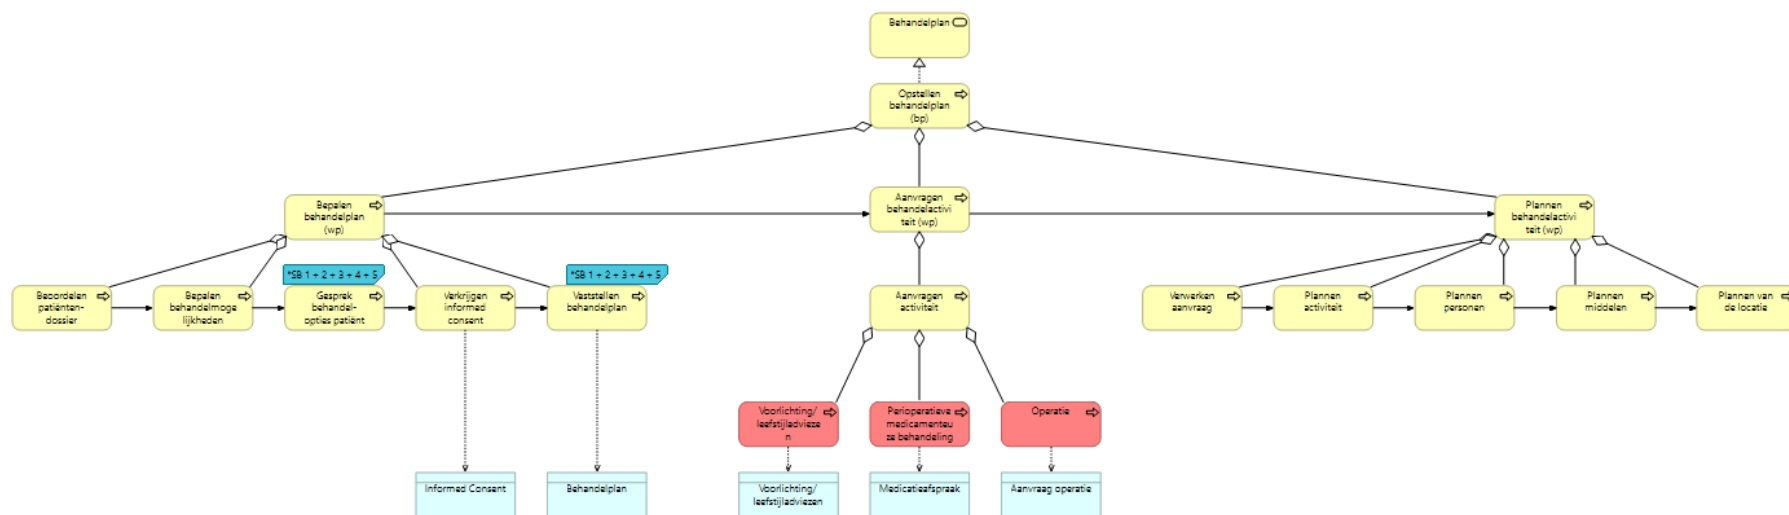 Behandelplan
Opstellen
behandelplan
(bp)
Bepalen
behandelplan
(wp)
Aanvragen
behandelactivi
teit (wp)
Plannen
behandelactivi
teit (wp)
*SB 1 + 2 + 3 + 4 + 5
*SB 1 + 2 + 3 + 4 + 5
Beoordelen
patiënten-
dossier
Bepalen
behandelmoge
lijkheden
Gesprek
behandel-
opties patiënt
Verkrijgen
informed
consent
Vaststellen
behandelplan
Aanvragen
activiteit
Verwerken
aanvraag
Plannen
activiteit
Plannen
personen
Plannen
middelen
Plannen van
de locatie
Voorlichting/
leefstijladvieze
n
Perioperatieve
medicamenteu
ze behandeling
Operatie
Informed Consent
Behandelplan
Voorlichting/
leefstijladviezen
Medicatieafspraak
Aanvraag operatie